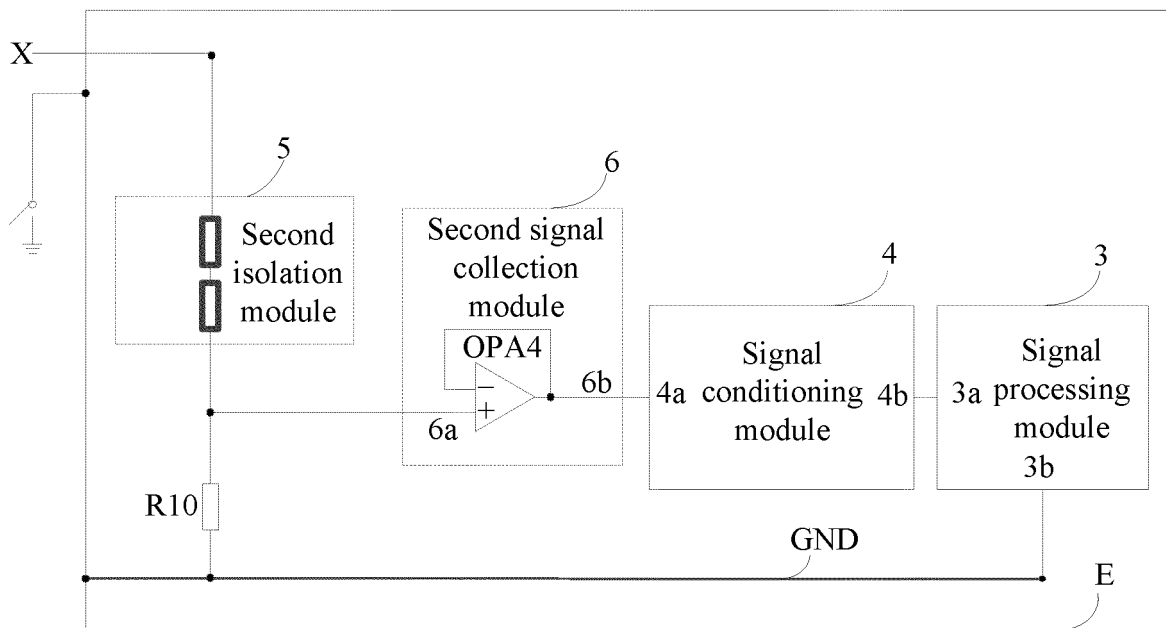 X
5
6
Second
isolation
module
Second signal
collection
module
4
3
OPA4
6a
6b
4a
Signal
conditioning
module
4b
3a
Signal
processing
module
3b
R10
GND
E